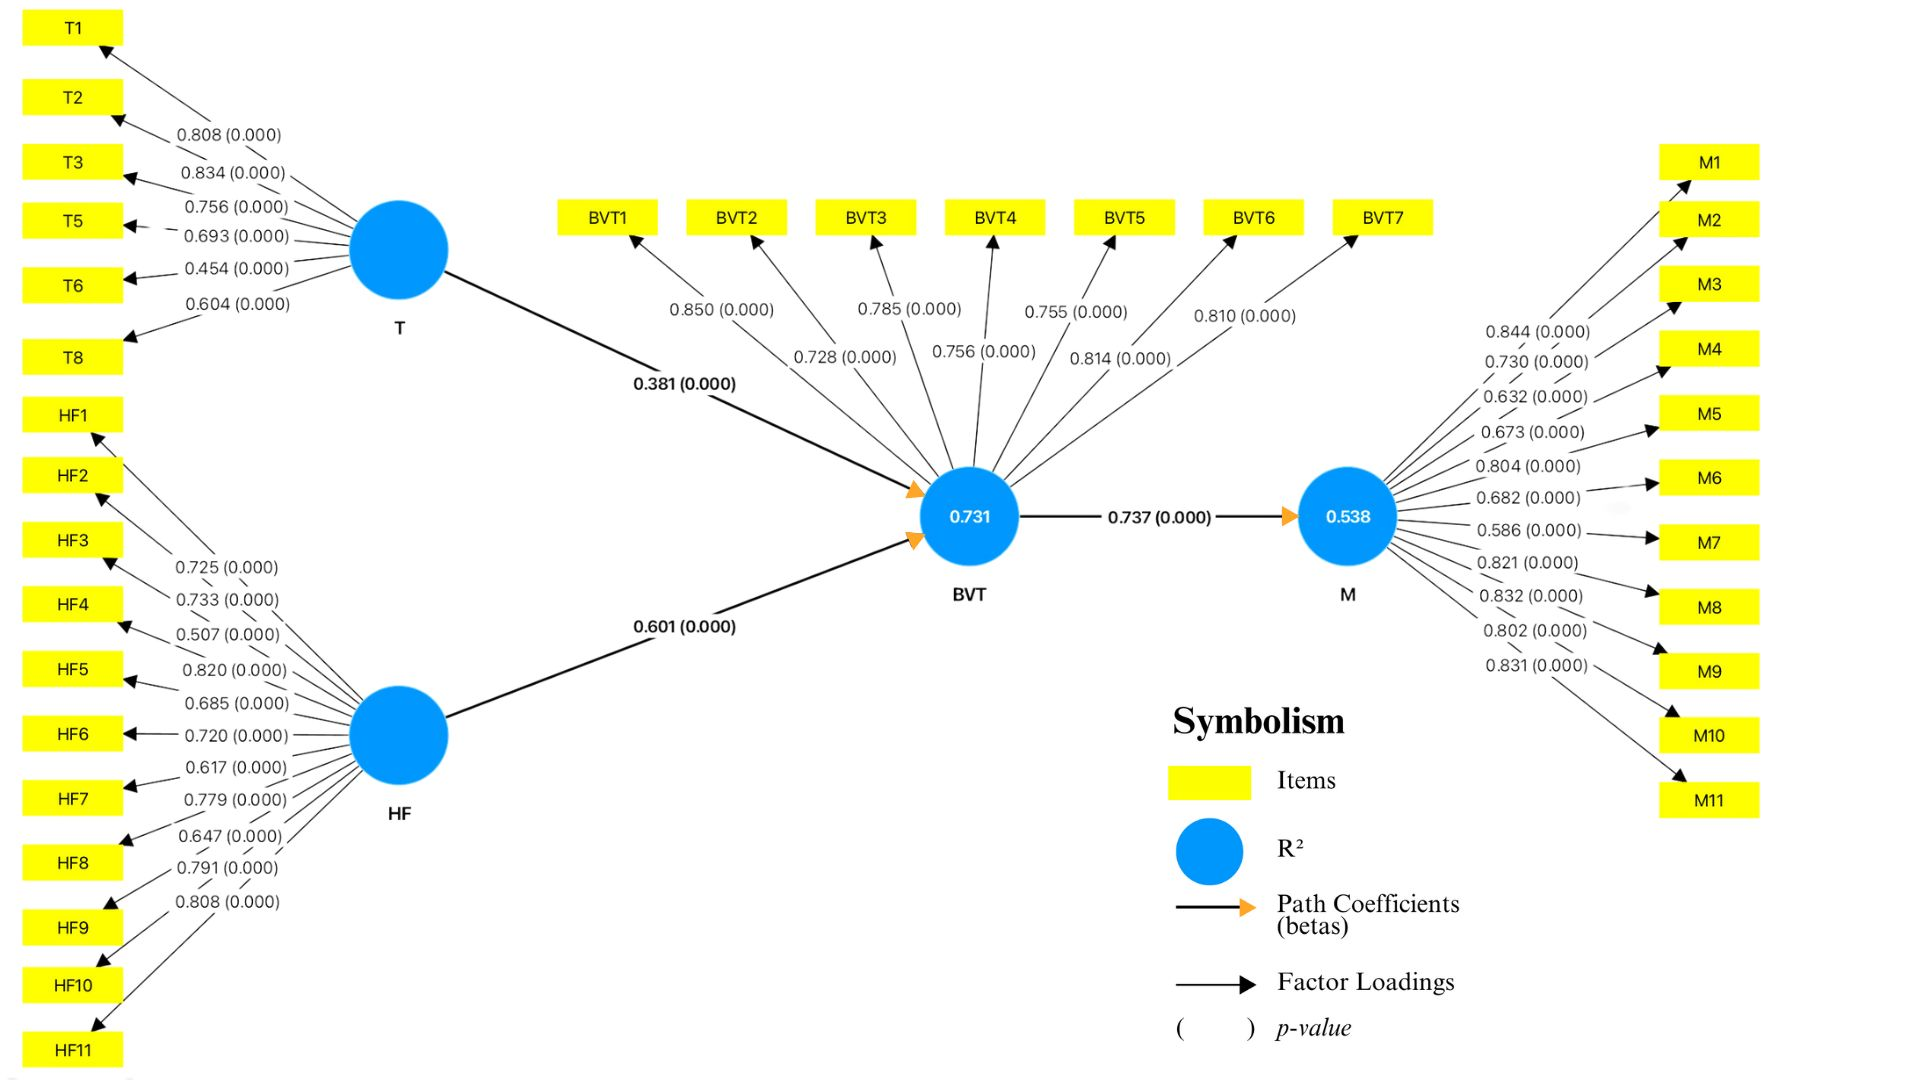 T1
T2
T3
T5
T6
T8
0.808 (0.000)
0.834 (0.000)
0.756 (0.000)
0.693 (0.000)
0.454 (0.000)
0.604 (0.000)
T
HF1
HF2
HF3
HF4
HF5
HF6
HF7
HF8
HF9
HF10
HF11
0.725 (0.000)
0.733 (0.000)
0.507 (0.000)
0.820 (0.000)
0.685 (0.000)
0.720 (0.000)
0.617 (0.000)
0.779 (0.000)
0.647 (0.000)
0.791 (0.000)
0.808 (0.000)
HF
0.381 (0.000)
0.601 (0.000)
BVT1
BVT2
BVT3
BVT4
BVT5
BVT6
BVT7
0.850 (0.000)
0.728 (0.000)
0.785 (0.000)
0.756 (0.000)
0.755 (0.000)
0.814 (0.000)
0.810 (0.000)
0.731
BVT
0.737 (0.000)
0.538
M
0.844 (0.000)
0.730 (0.000)
0.632 (0.000)
0.673 (0.000)
0.804 (0.000)
0.682 (0.000)
0.586 (0.000)
0.821 (0.000)
0.832 (0.000)
0.802 (0.000)
0.831 (0.000)
M1
M2
M3
M4
M5
M6
M7
M8
M9
M10
M11
Symbolism
Items
R²
Path Coefficients
(betas)
Factor Loadings
( ) p-value